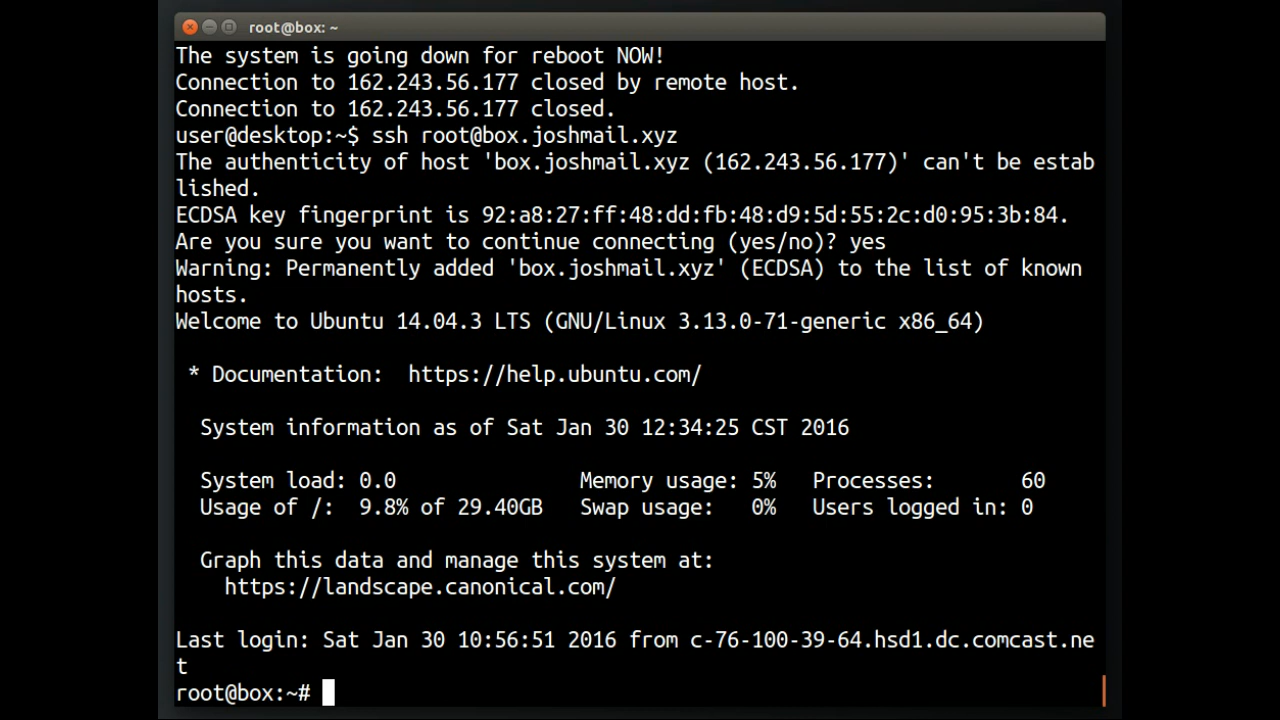 root@box: ~
The system is going down for reboot NOW!
Connection to 162.243.56.177 closed by remote host.
Connection to 162.243.56.177 closed.
user@desktop:~$ ssh root@box.joshmail.xyz
The authenticity of host 'box.joshmail.xyz (162.243.56.177)' can't be estab
lished.
ECDSA key fingerprint is 92:a8:27:ff:48:dd:fb:48:d9:5d:55:2c:d0:95:3b:84.
Are you sure you want to continue connecting (yes/no)? yes
Warning: Permanently added 'box.joshmail.xyz' (ECDSA) to the list of known
hosts.
Welcome to Ubuntu 14.04.3 LTS (GNU/Linux 3.13.0-71-generic x86_64)
* Documentation:  https://help.ubuntu.com/
System information as of Sat Jan 30 12:34:25 CST 2016
System load: 0.0 Memory usage: 5% Processes: 60
Usage of /: 9.8% of 29.40GB Swap usage: 0% Users logged in: 0
Graph this data and manage this system at:
https://landscape.canonical.com/
Last login: Sat Jan 30 10:56:51 2016 from c-76-100-39-64.hsd1.dc.comcast.ne
t
root@box:~#